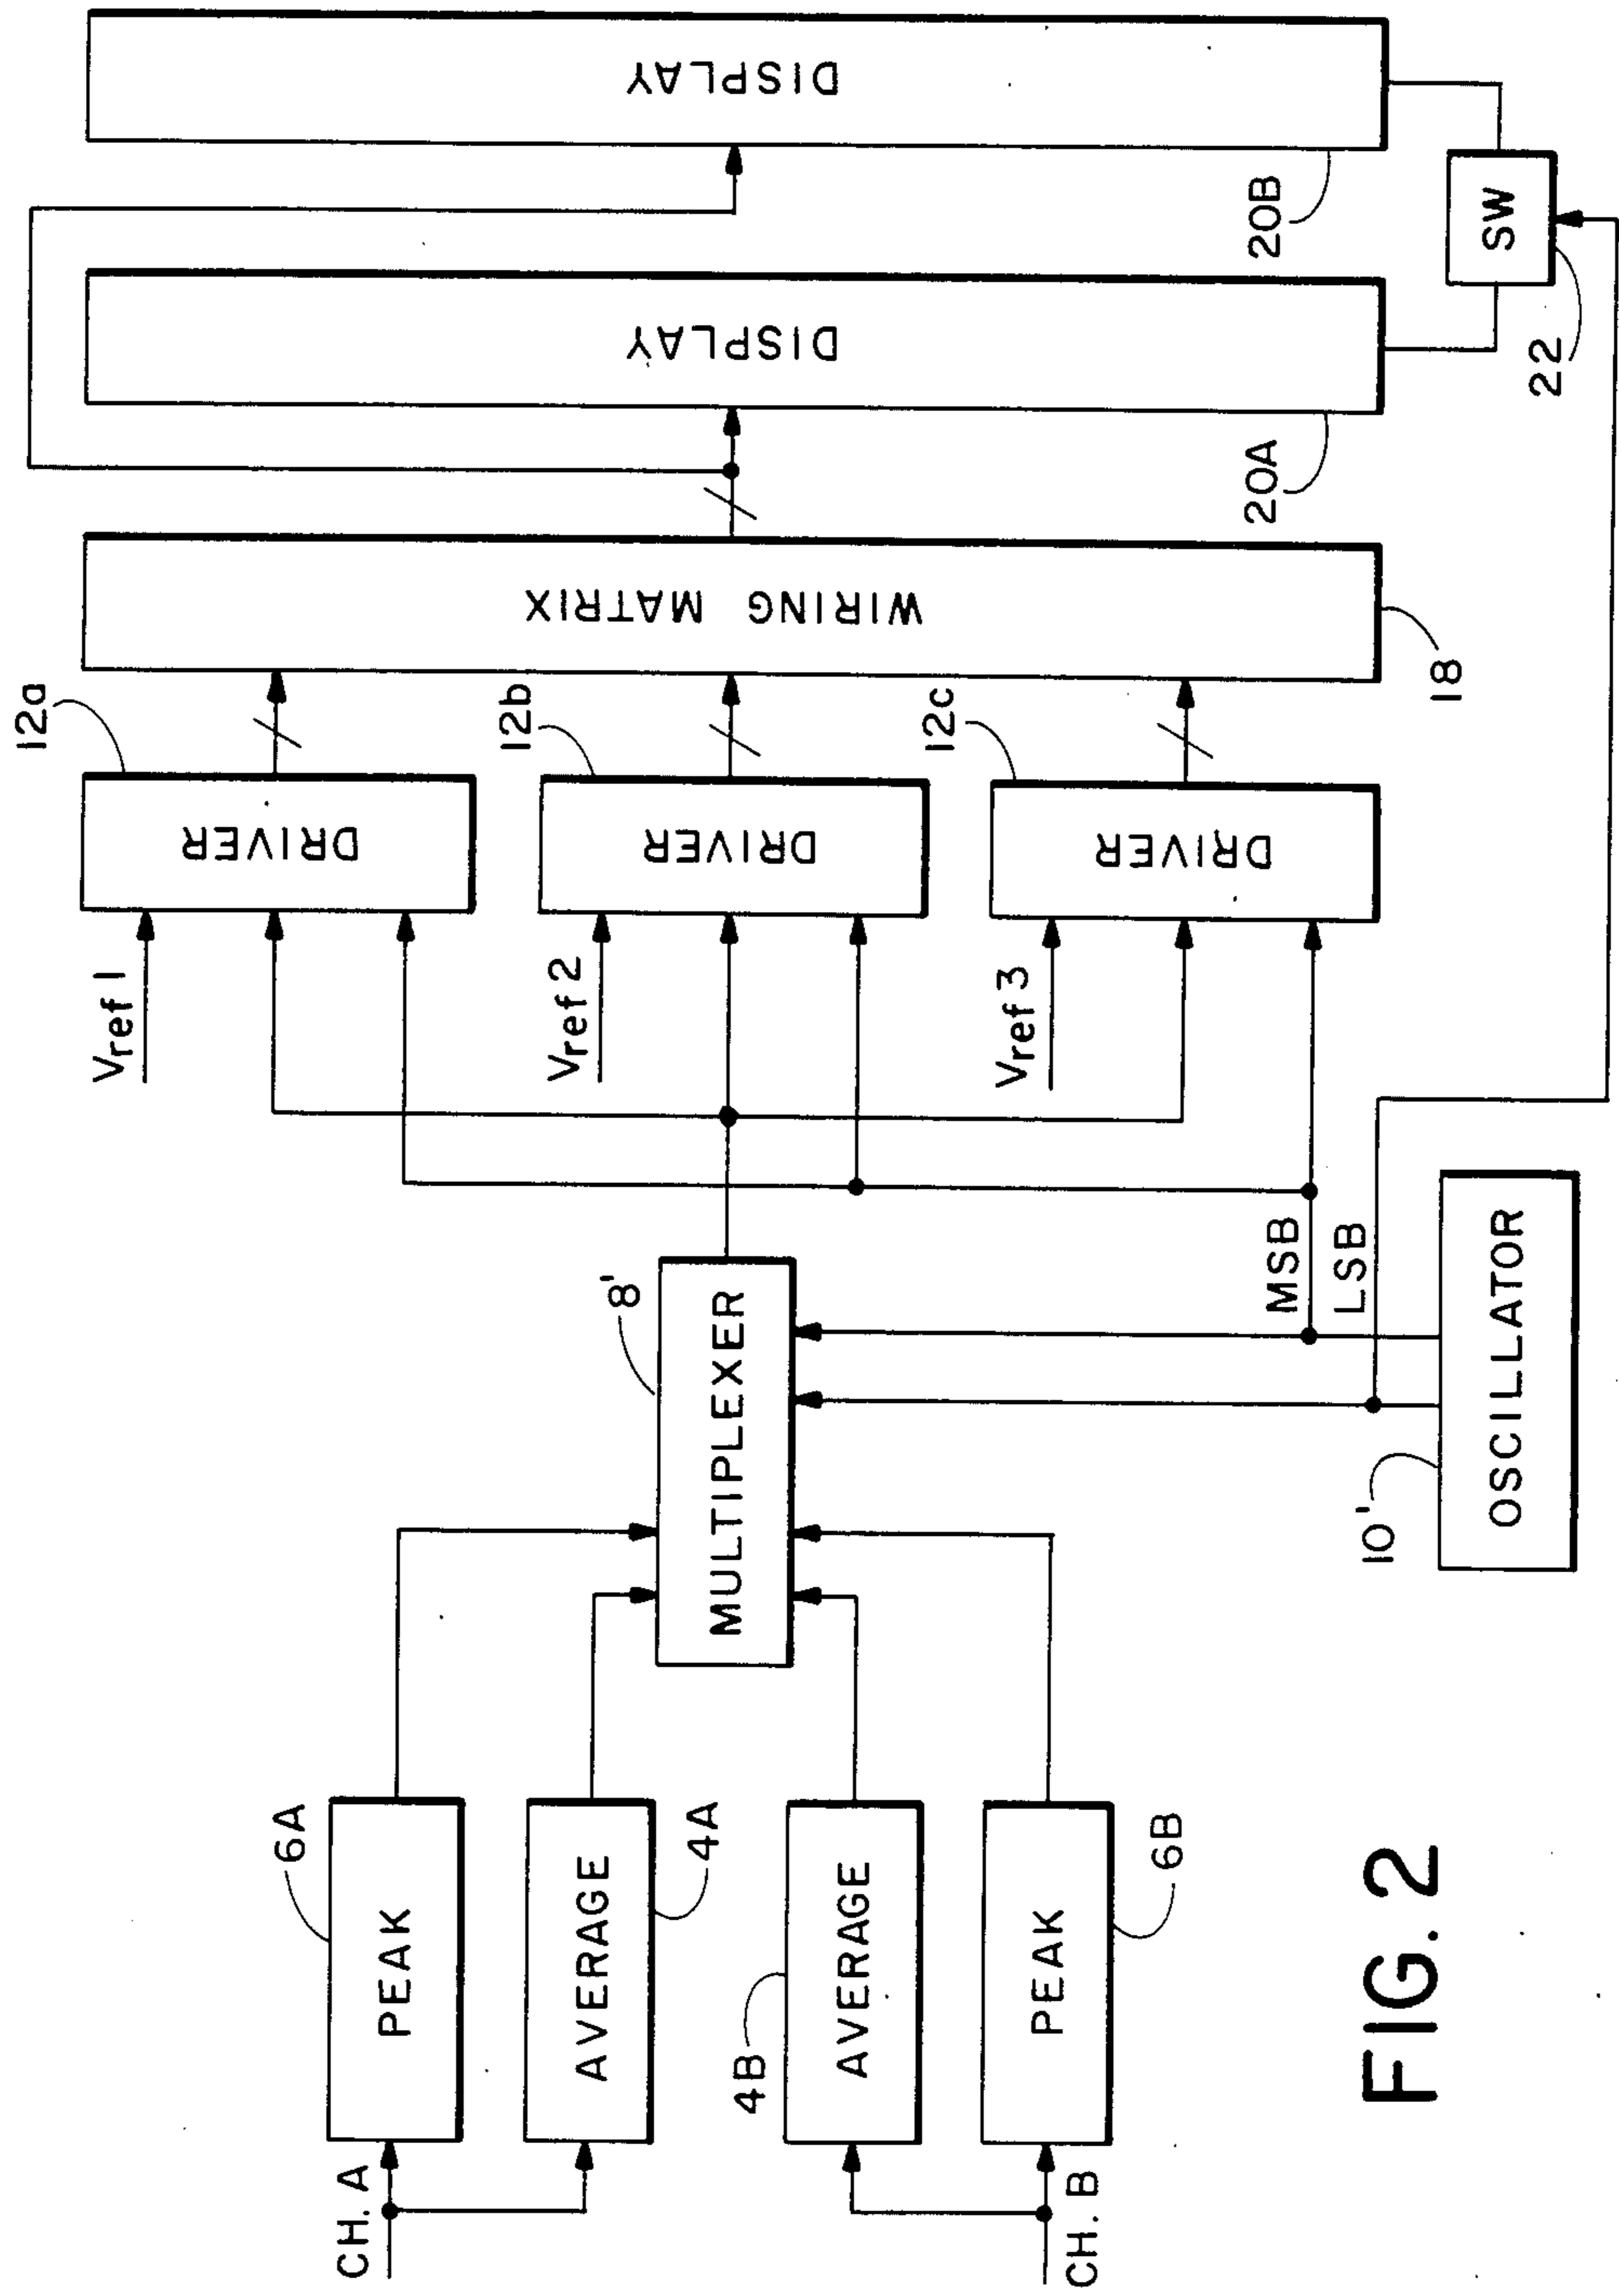 CH. A
CH. B
6A
PEAK
AVERAGE
4A
4B
AVERAGE
PEAK
6B
8'
MULTIPLEXER
MSB
LSB
10'
OSCILLATOR
Vref 1
Vref 2
Vref 3
12a
DRIVER
12b
DRIVER
12c
DRIVER
WIRING MATRIX
18
DISPLAY
20A
DISPLAY
20B
SW
22
FIG. 2